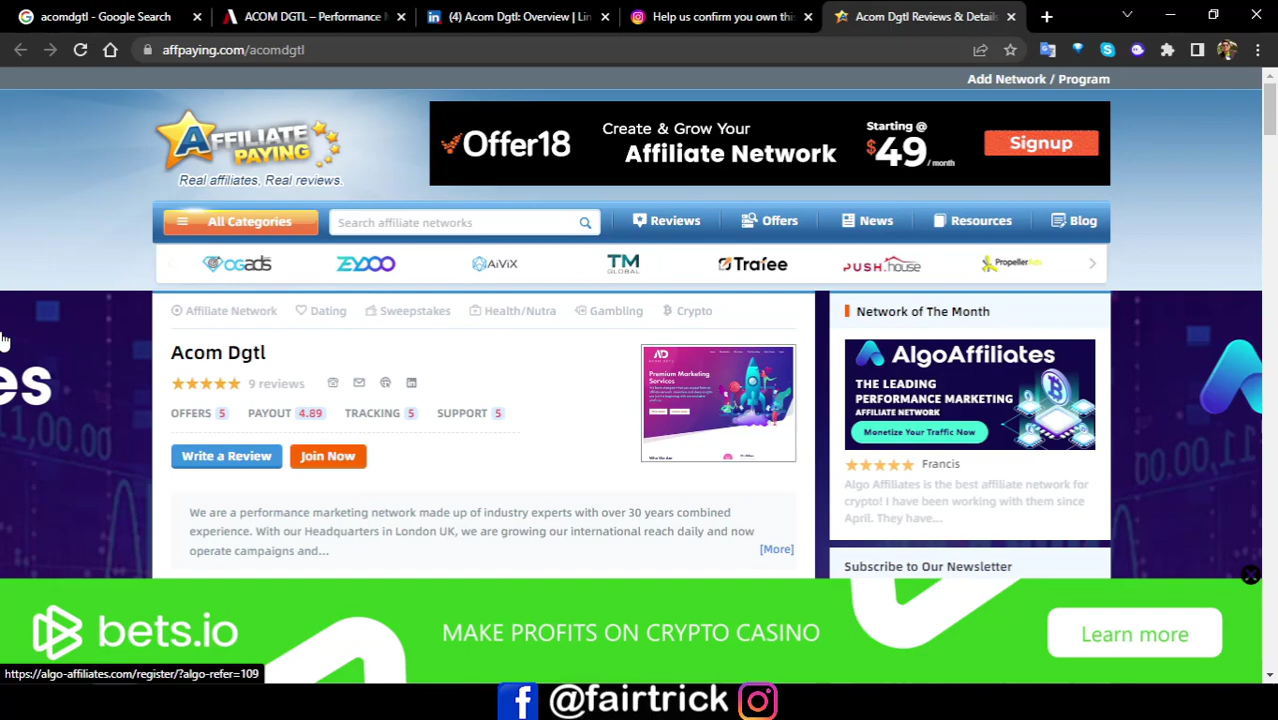 acomdgtl - Google Search
ACOM DGTL – Performance M
(4) Acom Dgtl: Overview | Lin
Help us confirm you own this
Acom Dgtl Reviews & Details
affpaying.com/acomdgtl
Add Network / Program
AFFILIATE PAYING
Real affiliates, Real reviews.
Offer18
Create & Grow Your
Affiliate Network
Starting @
$49/month
Signup
All Categories
Search affiliate networks
Reviews
Offers
News
Resources
Blog
OGADS
ZEYDOO
AiViX
TM GLOBAL
Trafee
PUSH.HOUSE
PropellerAds
Affiliate Network
Dating
Sweepstakes
Health/Nutra
Gambling
Crypto
Acom Dgtl
9 reviews
OFFERS 5 PAYOUT 4.89 TRACKING 5 SUPPORT 5
Write a Review
Join Now
We are a performance marketing network made up of industry experts with over 30 years combined
experience. With our Headquarters in London UK, we are growing our international reach daily and now
operate campaigns and...
[More]
Premium Marketing
Services
Network of The Month
AlgoAffiliates
THE LEADING
PERFORMANCE MARKETING
AFFILIATE NETWORK
Monetize Your Traffic Now
Francis
Algo Affiliates is the best affiliate network for
crypto! I have been working with them since
April. They have...
Subscribe to Our Newsletter
es
bets.io
MAKE PROFITS ON CRYPTO CASINO
Learn more
https://algo-affiliates.com/register/?algo-refer=109
@fairtrick